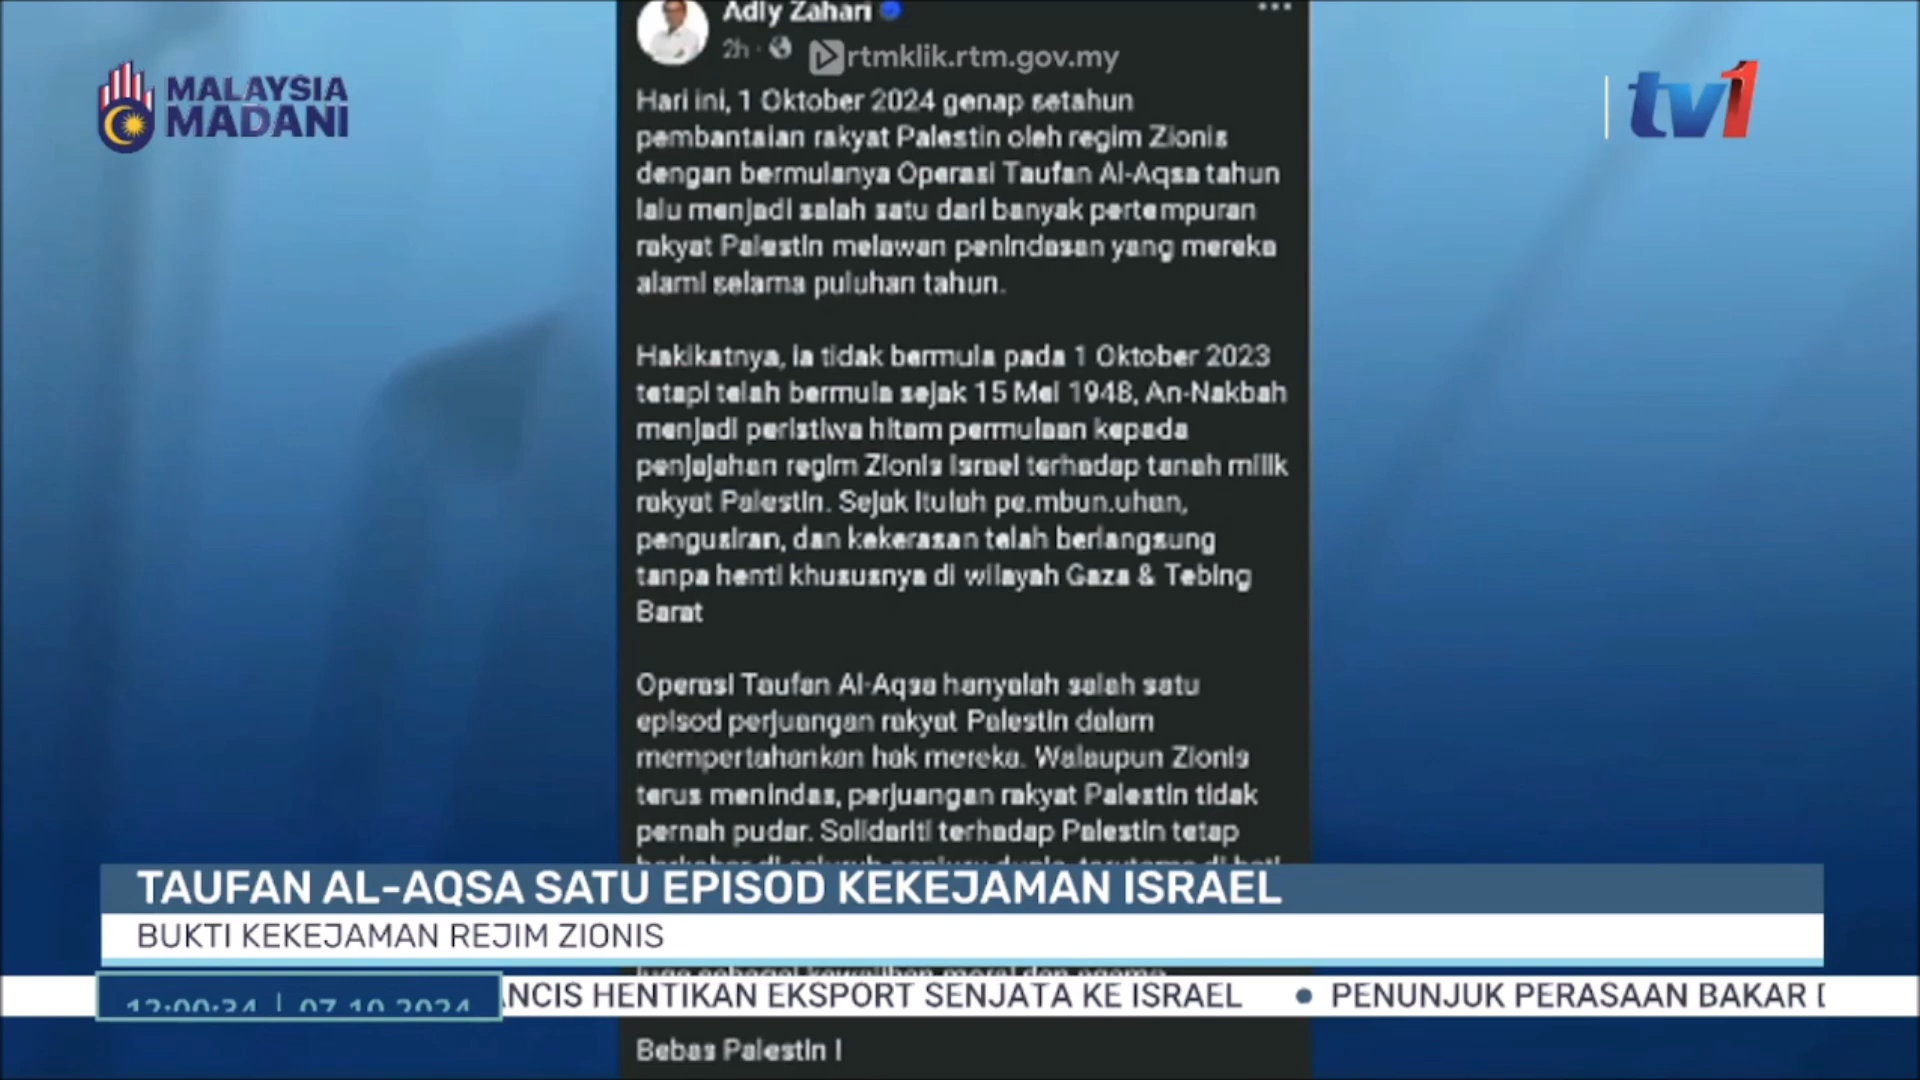 Adly Zahari
2h
rtmklik.rtm.gov.my
MALAYSIA
MADANI
tv1
Hari ini, 1 Oktober 2024 genap setahun
pembantaian rakyat Palestin oleh regim Zionis
dengan bermulanya Operasi Taufan Al-Aqsa tahun
lalu menjadi salah satu dari banyak pertempuran
rakyat Palestin melawan penindasan yang mereka
alami selama puluhan tahun.
Hakikatnya, ia tidak bermula pada 1 Oktober 2023
tetapi telah bermula sejak 15 Mei 1948, An-Nakbah
menjadi peristiwa hitam permulaan kepada
penjajahan regim Zionis Israel terhadap tanah milik
rakyat Palestin. Sejak itulah pe.mbun.uhan,
pengusiran, dan kekerasan telah berlangsung
tanpa henti khususnya di wilayah Gaza & Tebing
Barat
Operasi Taufan Al-Aqsa hanyalah salah satu
episod perjuangan rakyat Palestin dalam
mempertahankan hak mereka. Walaupun Zionis
terus menindas, perjuangan rakyat Palestin tidak
pernah pudar. Solidariti terhadap Palestin tetap
TAUFAN AL-AQSA SATU EPISOD KEKEJAMAN ISRAEL
BUKTI KEKEJAMAN REJIM ZIONIS
12:00:34 | 07.10.2024
ANCIS HENTIKAN EKSPORT SENJATA KE ISRAEL • PENUNJUK PERASAAN BAKAR
Bebas Palestin !